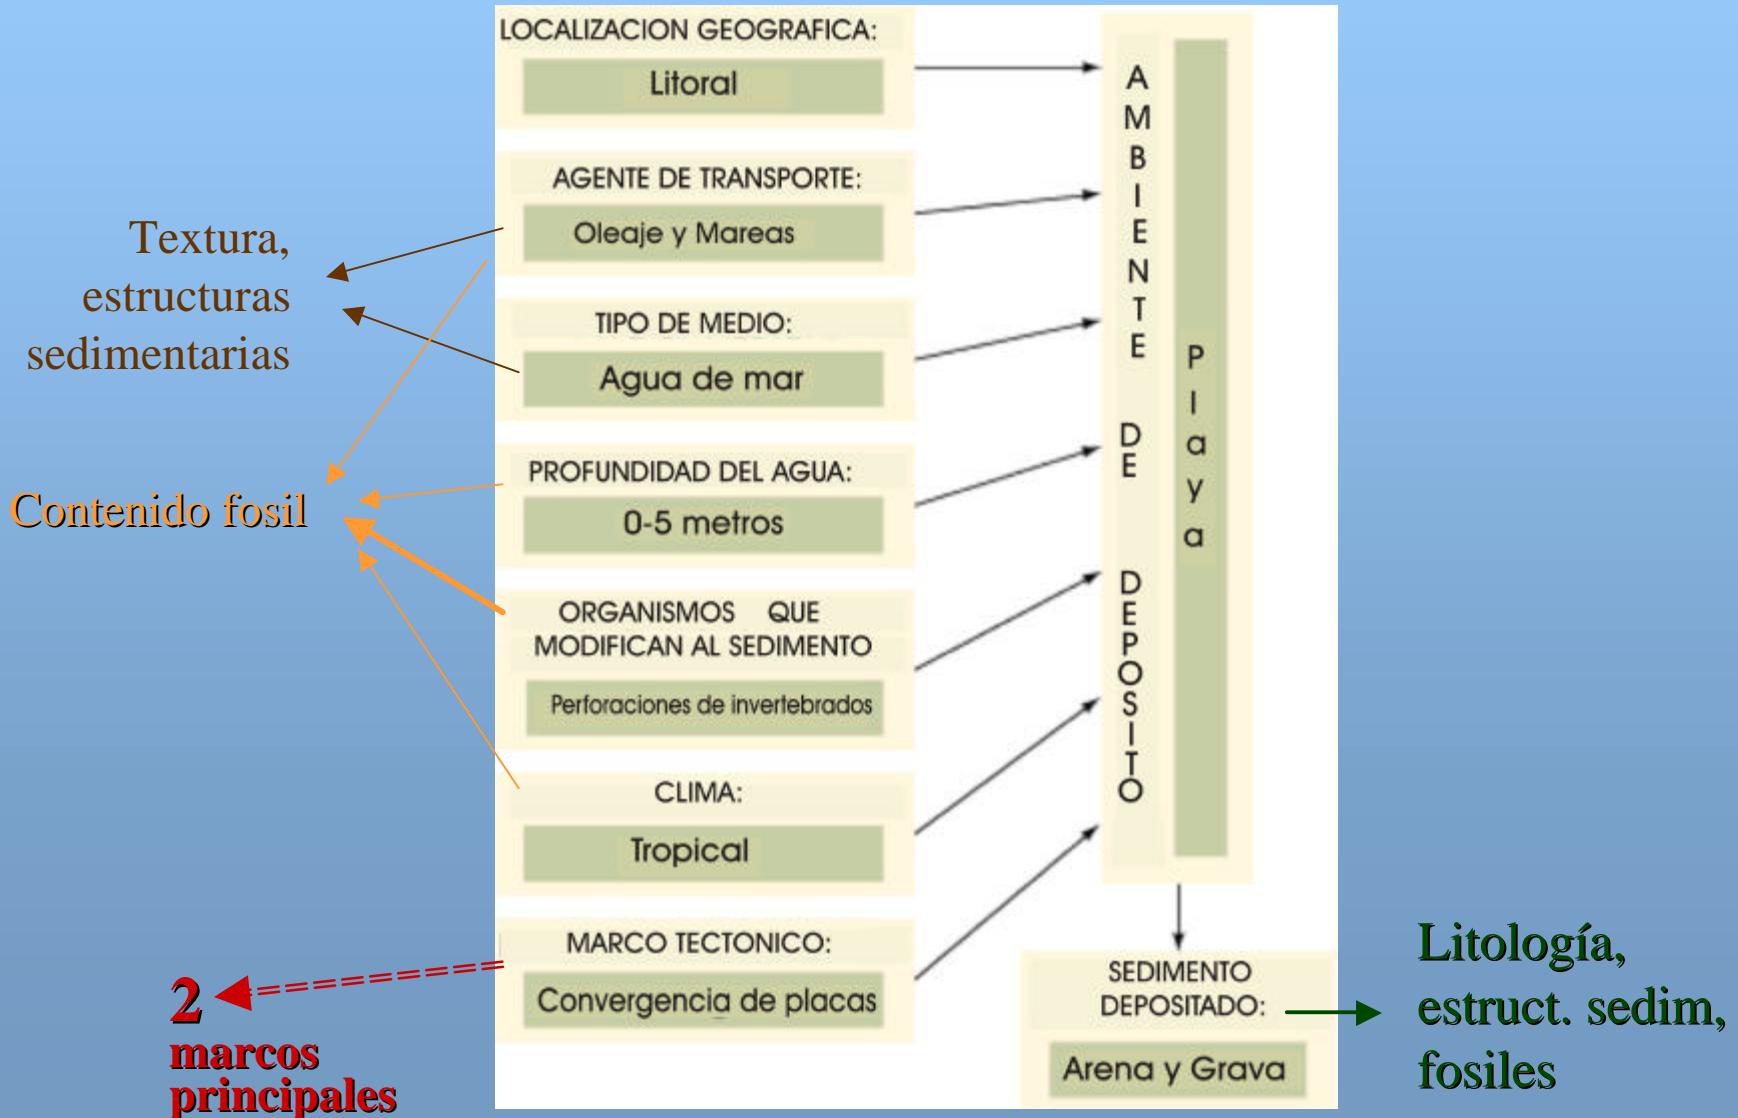 LOCALIZACION GEOGRAFICA:
Litoral
AGENTE DE TRANSPORTE:
Oleaje y Mareas
TIPO DE MEDIO:
Agua de mar
PROFUNDIDAD DEL AGUA:
0-5 metros
ORGANISMOS QUE
MODIFICAN AL SEDIMENTO
Perforaciones de invertebrados
CLIMA:
Tropical
MARCO TECTONICO:
Convergencia de placas
Textura,
estructuras
sedimentarias
Contenido fosil
2
marcos
principales
AMBIENTE DE DEPOSITO
Playa
SEDIMENTO
DEPOSITADO:
Arena y Grava
Litología,
estruct. sedim,
fosiles